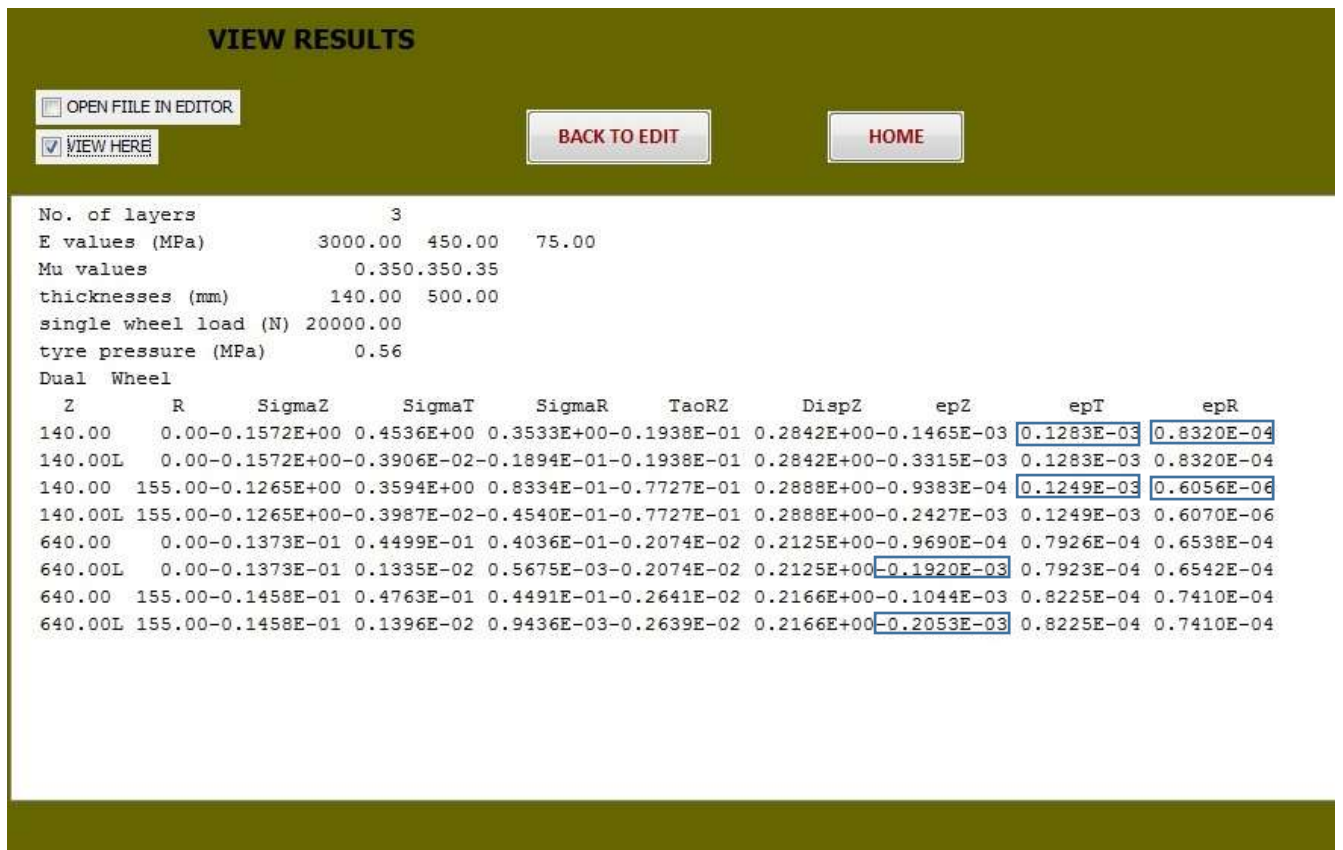 VIEW RESULTS
OPEN FIILE IN EDITOR
VIEW HERE
BACK TO EDIT
HOME
No. of layers 3
E values (MPa) 3000.00 450.00 75.00
Mu values 0.350.350.35
thicknesses (mm) 140.00 500.00
single wheel load (N) 20000.00
tyre pressure (MPa) 0.56
Dual Wheel
Z R SigmaZ SigmaT SigmaR TaoRZ DispZ epZ epT epR
140.00 0.00-0.1572E+00 0.4536E+00 0.3533E+00-0.1938E-01 0.2842E+00-0.1465E-03 0.1283E-03 0.8320E-04
140.00L 0.00-0.1572E+00-0.3906E-02-0.1894E-01-0.1938E-01 0.2842E+00-0.3315E-03 0.1283E-03 0.8320E-04
140.00 155.00-0.1265E+00 0.3594E+00 0.8334E-01-0.7727E-01 0.2888E+00-0.9383E-04 0.1249E-03 0.6056E-06
140.00L 155.00-0.1265E+00-0.3987E-02-0.4540E-01-0.7727E-01 0.2888E+00-0.2427E-03 0.1249E-03 0.6070E-06
640.00 0.00-0.1373E-01 0.4499E-01 0.4036E-01-0.2074E-02 0.2125E+00-0.9690E-04 0.7926E-04 0.6538E-04
640.00L 0.00-0.1373E-01 0.1335E-02 0.5675E-03-0.2074E-02 0.2125E+00-0.1920E-03 0.7923E-04 0.6542E-04
640.00 155.00-0.1458E-01 0.4763E-01 0.4491E-01-0.2641E-02 0.2166E+00-0.1044E-03 0.8225E-04 0.7410E-04
640.00L 155.00-0.1458E-01 0.1396E-02 0.9436E-03-0.2639E-02 0.2166E+00-0.2053E-03 0.8225E-04 0.7410E-04